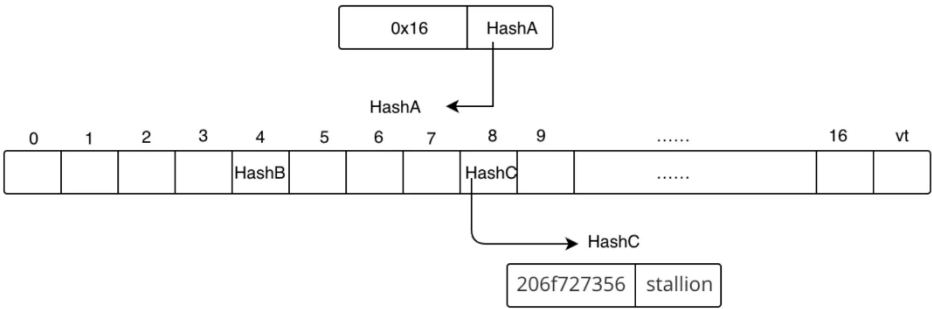 0x16 HashA
HashA
0 1 2 3 4 5 6 7 8 9 ...... 16 vt
HashB HashC ......
HashC
206f727356 stallion